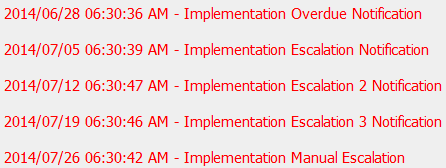 2014/06/28 06:30:36 AM - Implementation Overdue Notification
2014/07/05 06:30:39 AM - Implementation Escalation Notification
2014/07/12 06:30:47 AM - Implementation Escalation 2 Notification
2014/07/19 06:30:46 AM - Implementation Escalation 3 Notification
2014/07/26 06:30:42 AM - Implementation Manual Escalation